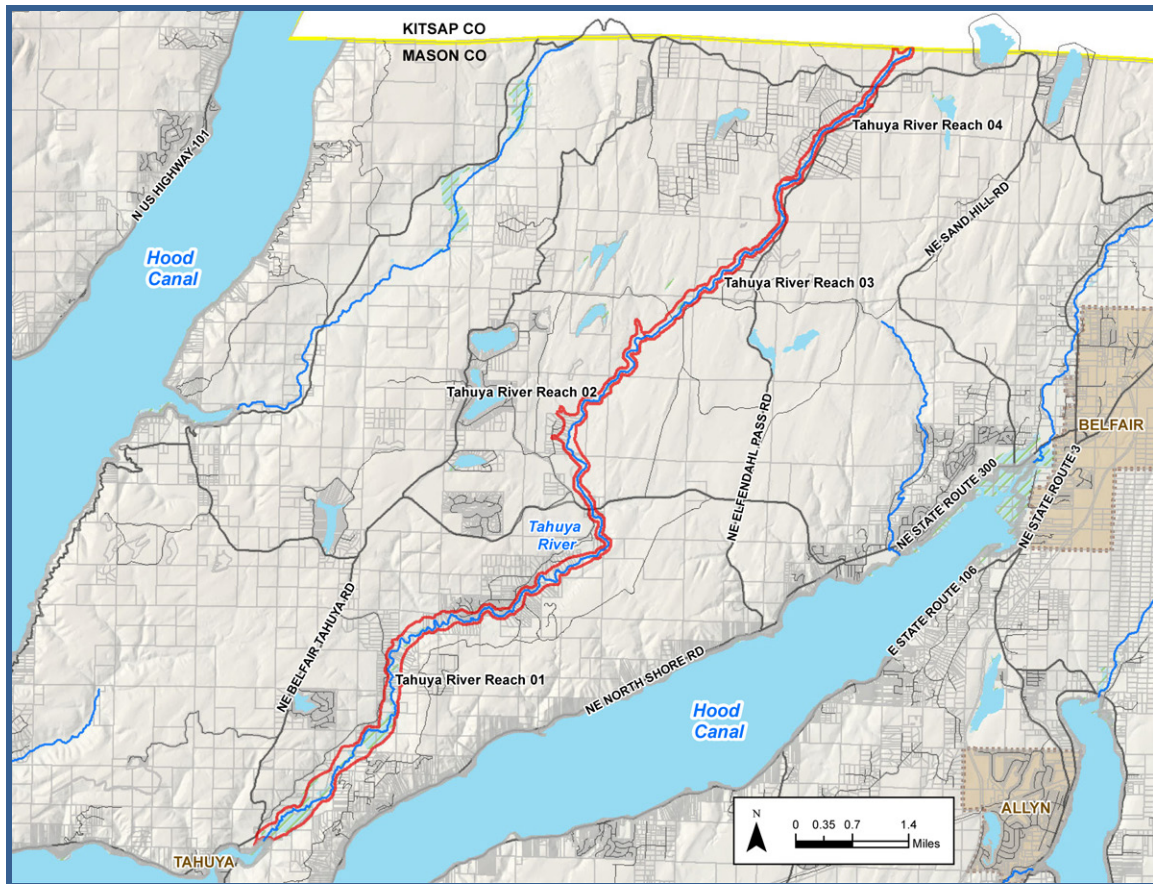 KITSAP CO
MASON CO
N US HIGHWAY 101
Tahuya River Reach 04
NE SAND HILL RD
Hood
Canal
Tahuya River Reach 03
Tahuya River Reach 02
BELFAIR
NE ELFENDAHL PASS RD
NE STATE ROUTE 300
NE STATE ROUTE 3
Tahuya
River
E STATE ROUTE 106
NE BELFAIR TAHUYA RD
Tahuya River Reach 01
NE NORTH SHORE RD
Hood
Canal
ALLYN
N
0 0.35 0.7 1.4
Miles
TAHUYA